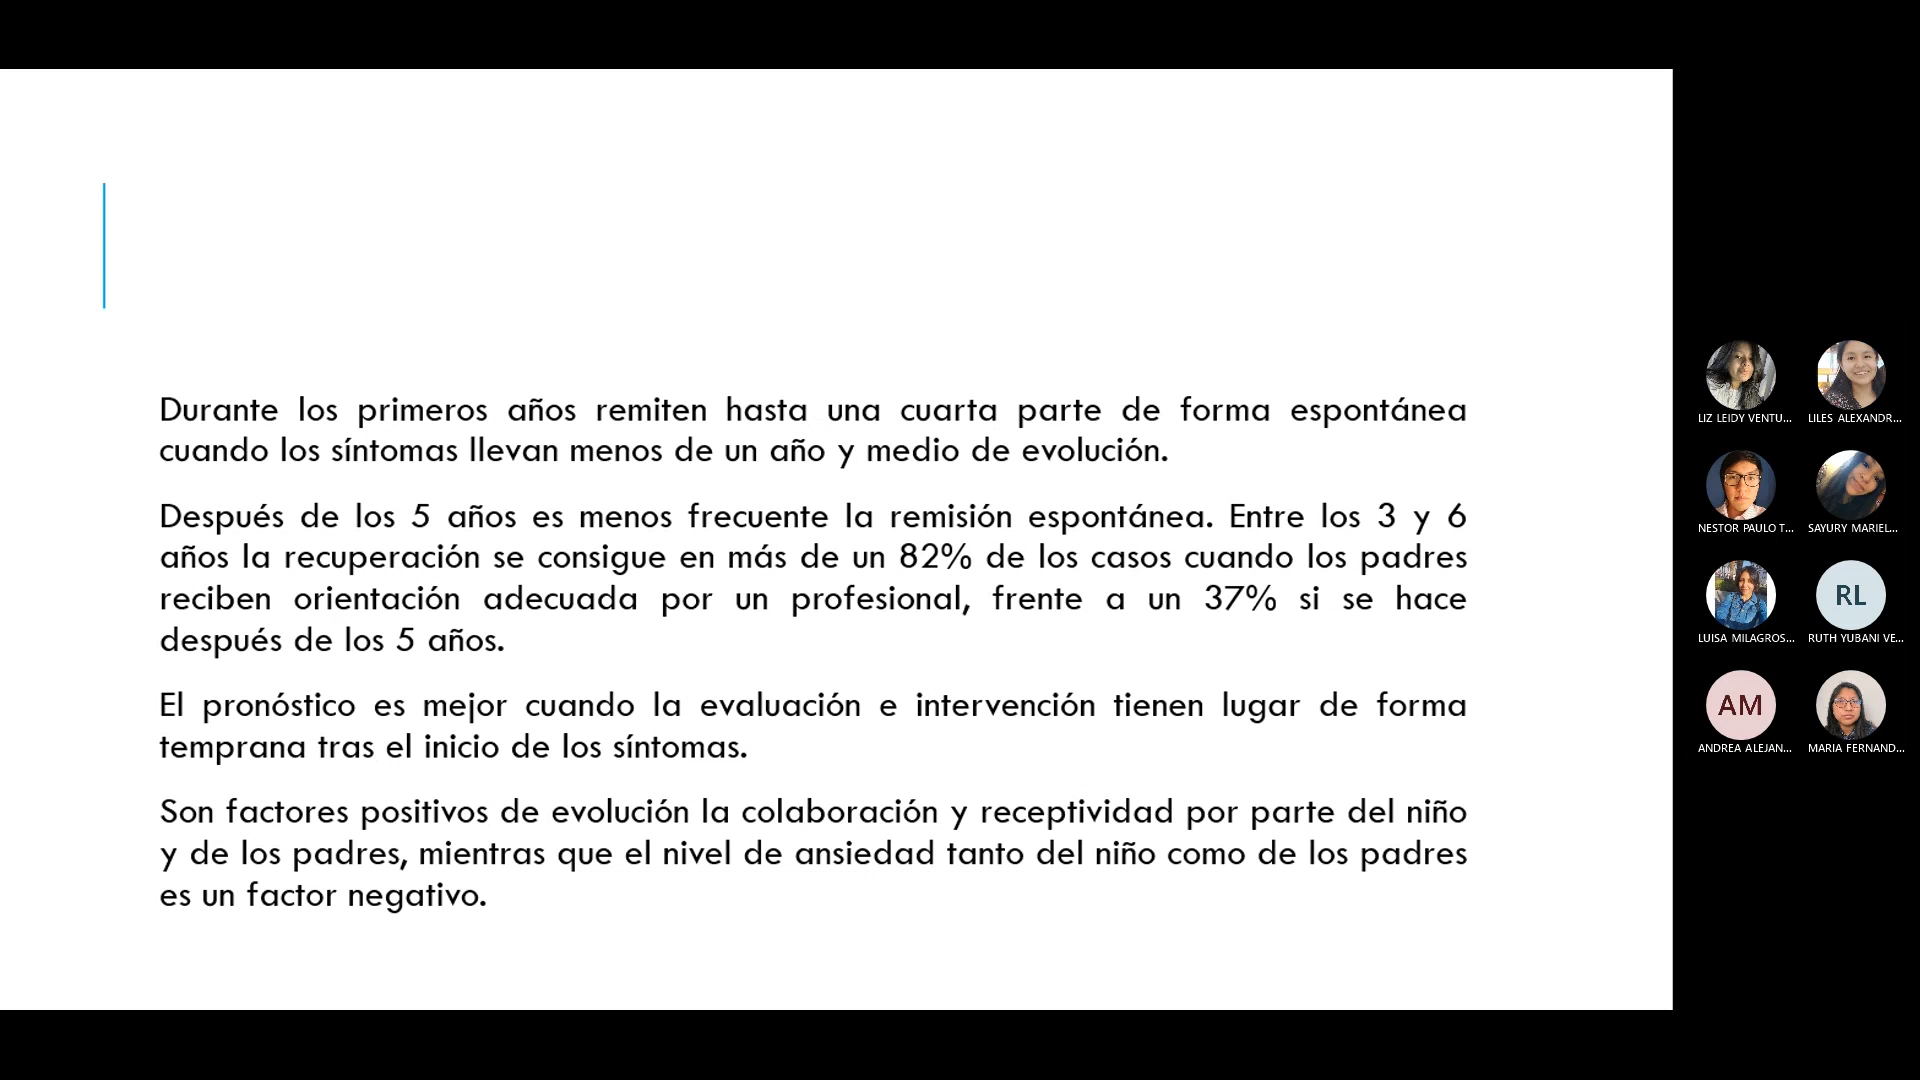 Durante los primeros años remiten hasta una cuarta parte de forma espontánea
cuando los síntomas llevan menos de un año y medio de evolución.
Después de los 5 años es menos frecuente la remisión espontánea. Entre los 3 y 6
años la recuperación se consigue en más de un 82% de los casos cuando los padres
reciben orientación adecuada por un profesional, frente a un 37% si se hace
después de los 5 años.
El pronóstico es mejor cuando la evaluación e intervención tienen lugar de forma
temprana tras el inicio de los síntomas.
Son factores positivos de evolución la colaboración y receptividad por parte del niño
y de los padres, mientras que el nivel de ansiedad tanto del niño como de los padres
es un factor negativo.
LIZ LEIDY VENTU...
LILES ALEXANDR...
NESTOR PAULO T...
SAYURY MARIEL...
LUISA MILAGROS...
RL
RUTH YUBANI VE...
AM
ANDREA ALEJAN...
MARIA FERNAND...